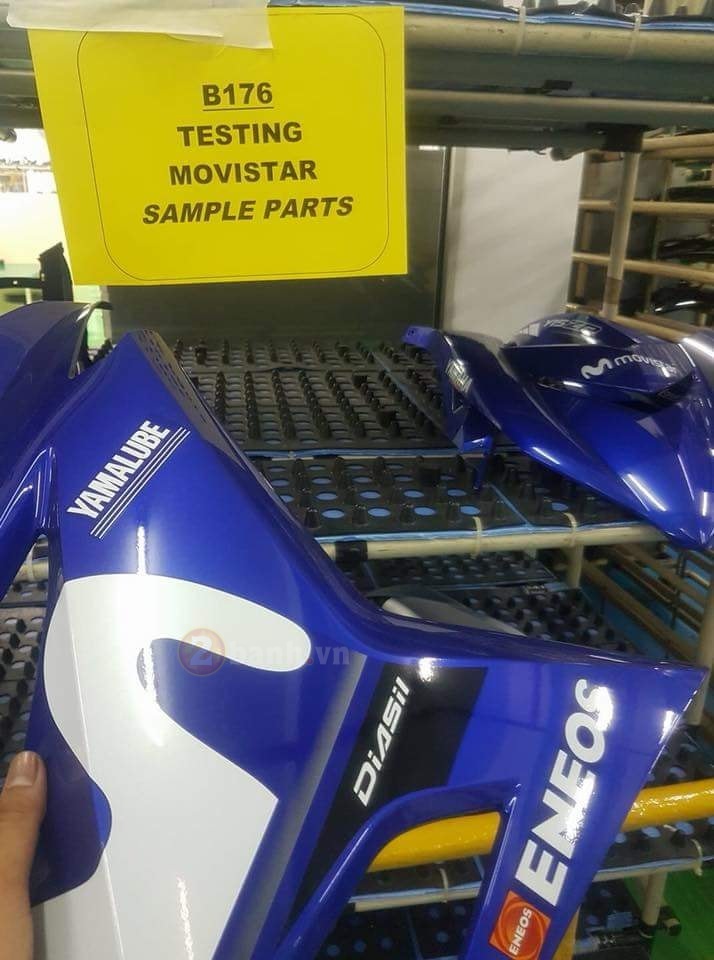 B176
TESTING
MOVISTAR
SAMPLE PARTS
YAMALUBE
movistar
2banh.vn
DiASil
ENEOS
ENEOS